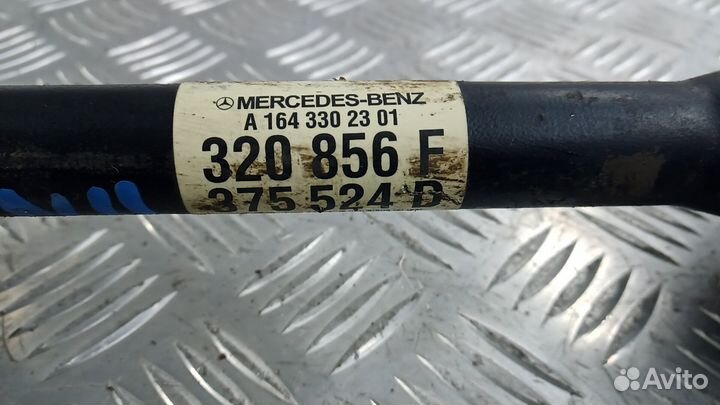 MERCEDES-BENZ
A 164 330 23 01
320 856 F
375 524 D
Avito